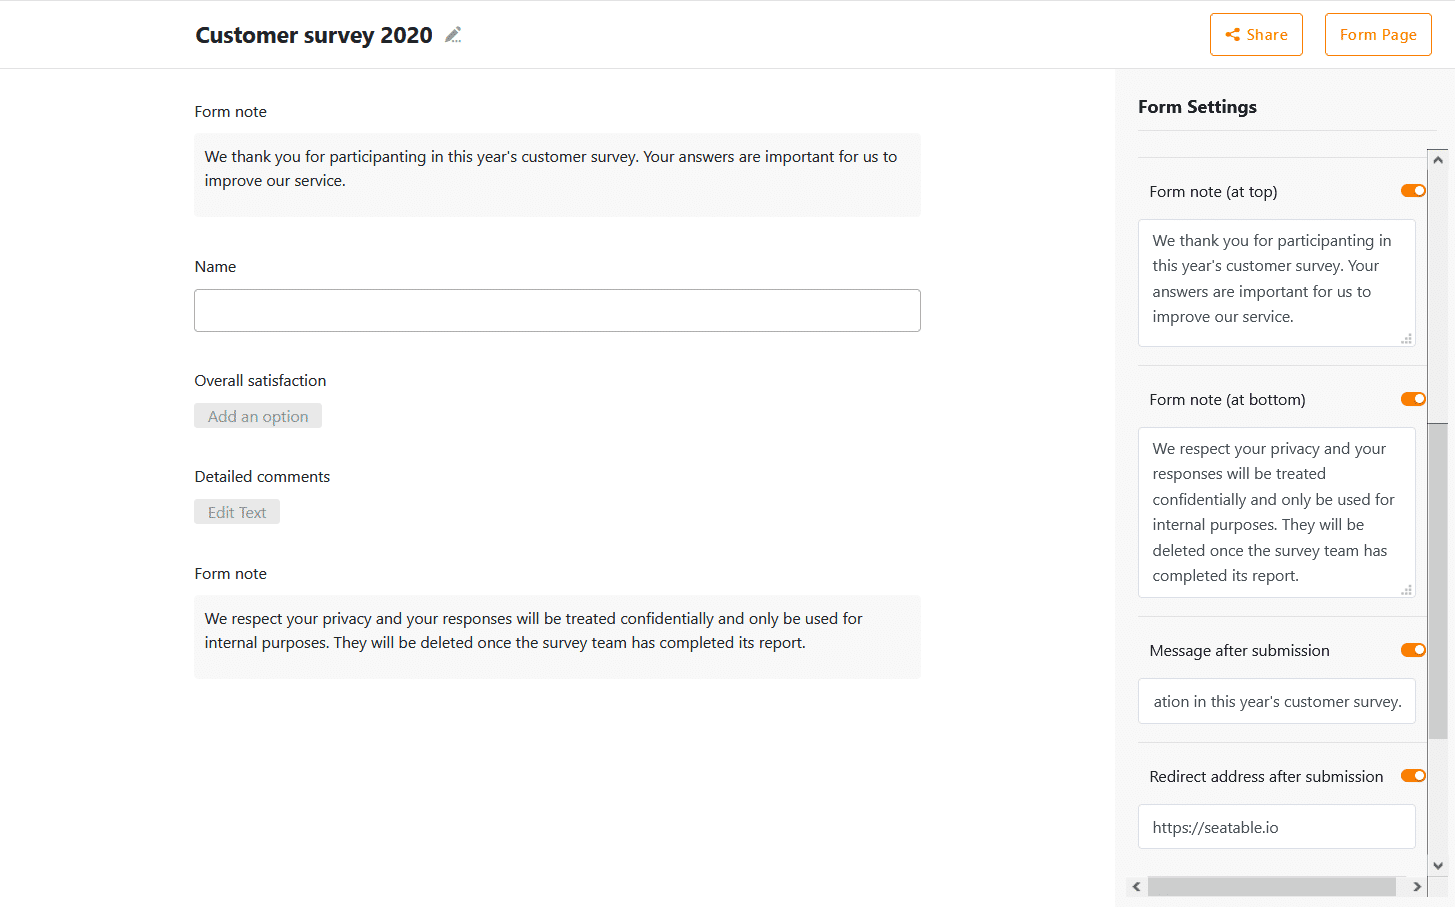 Customer survey 2020
Share
Form Page
Form note
We thank you for participanting in this year's customer survey. Your answers are important for us to
improve our service.
Name
Overall satisfaction
Add an option
Detailed comments
Edit Text
Form note
We respect your privacy and your responses will be treated confidentially and only be used for
internal purposes. They will be deleted once the survey team has completed its report.
Form Settings
Form note (at top)
We thank you for participanting in
this year's customer survey. Your
answers are important for us to
improve our service.
Form note (at bottom)
We respect your privacy and your
responses will be treated
confidentially and only be used for
internal purposes. They will be
deleted once the survey team has
completed its report.
Message after submission
ation in this year's customer survey.
Redirect address after submission
https://seatable.io